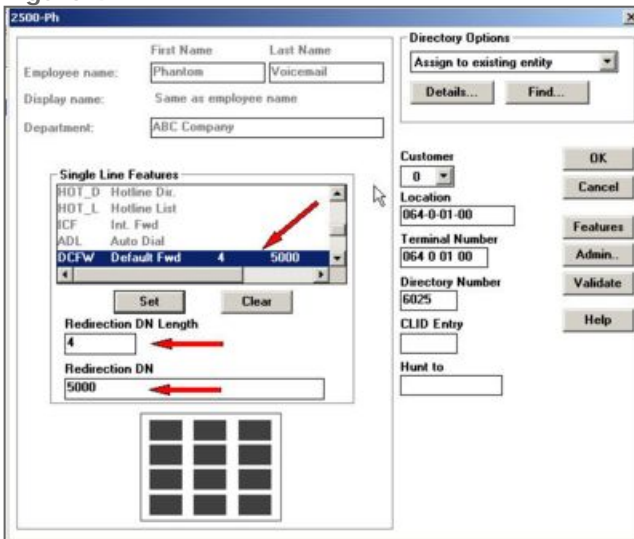 2500-Ph
First Name Last Name
Employee name: Phantom Voicemail
Display name: Same as employee name
Department: ABC Company
Single Line Features
HOT_D Hotline Dir.
HOT_L Hotline List
ICF Int. Fwd
ADL Auto Dial
DCFW Default Fwd 4 5000
Set Clear
Redirection DN Length
4
Redirection DN
5000
Directory Options
Assign to existing entity
Details... Find...
Customer
0
Location
064-0-01-00
Terminal Number
064 0 01 00
Directory Number
6025
CLID Entry
Hunt to
OK
Cancel
Features
Admin..
Validate
Help